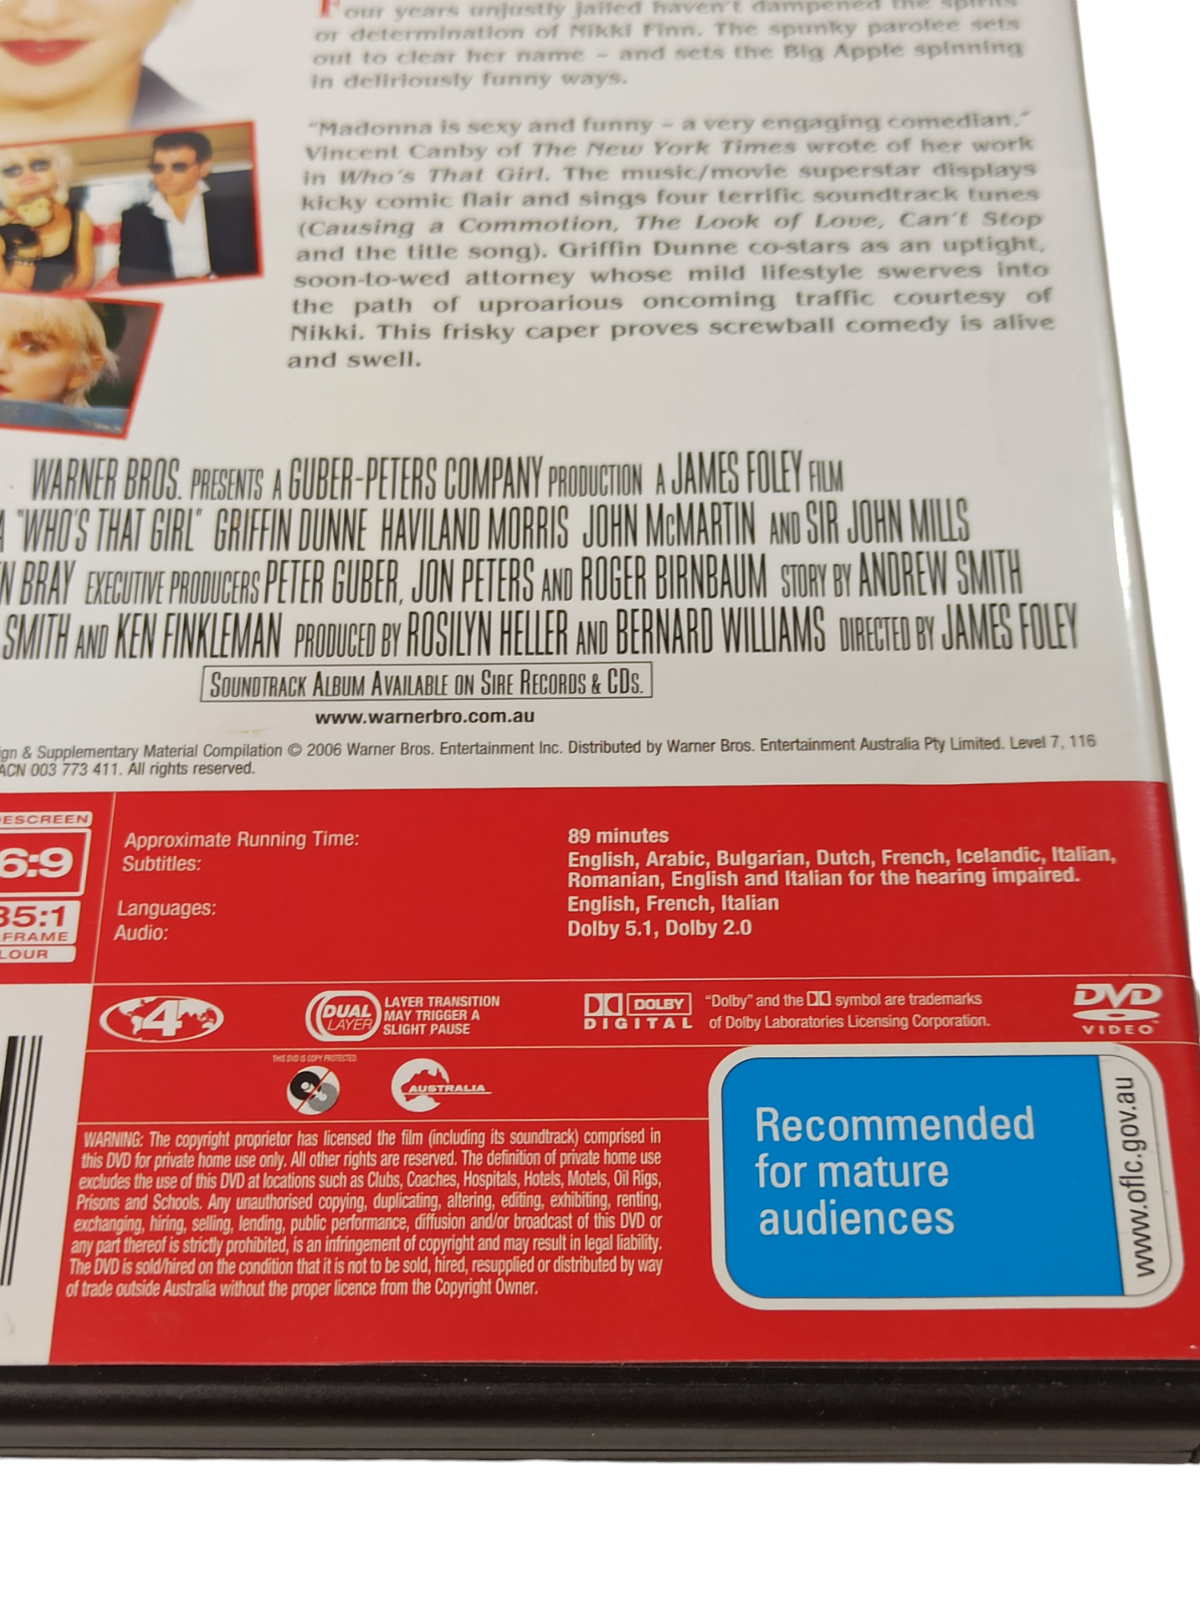 Four years unjustly jailed haven't dampened the spirits
or determination of Nikki Finn. The spunky parolee sets
out to clear her name – and sets the Big Apple spinning
in deliriously funny ways.
"Madonna is sexy and funny – a very engaging comedian,"
Vincent Canby of The New York Times wrote of her work
in Who's That Girl. The music/movie superstar displays
kicky comic flair and sings four terrific soundtrack tunes
(Causing a Commotion, The Look of Love, Can't Stop
and the title song). Griffin Dunne co-stars as an uptight,
soon-to-wed attorney whose mild lifestyle swerves into
the path of uproarious oncoming traffic courtesy of
Nikki. This frisky caper proves screwball comedy is alive
and swell.
WARNER BROS. PRESENTS A GUBER-PETERS COMPANY PRODUCTION A JAMES FOLEY FILM
"WHO'S THAT GIRL" GRIFFIN DUNNE HAVILAND MORRIS JOHN McMARTIN AND SIR JOHN MILLS
N BRAY EXECUTIVE PRODUCERS PETER GUBER, JON PETERS AND ROGER BIRNBAUM STORY BY ANDREW SMITH
SMITH AND KEN FINKLEMAN PRODUCED BY ROSILYN HELLER AND BERNARD WILLIAMS DIRECTED BY JAMES FOLEY
SOUNDTRACK ALBUM AVAILABLE ON SIRE RECORDS & CDS.
www.warnerbro.com.au
ign & Supplementary Material Compilation © 2006 Warner Bros. Entertainment Inc. Distributed by Warner Bros. Entertainment Australia Pty Limited. Level 7, 116
ACN 003 773 411. All rights reserved.
ESCREEN
6:9
85:1
FRAME
LOUR
Approximate Running Time: 89 minutes
Subtitles: English, Arabic, Bulgarian, Dutch, French, Icelandic, Italian,
Romanian, English and Italian for the hearing impaired.
Languages: English, French, Italian
Audio: Dolby 5.1, Dolby 2.0
4
DUAL LAYER
LAYER TRANSITION
MAY TRIGGER A
SLIGHT PAUSE
DOLBY
DIGITAL
"Dolby" and the symbol are trademarks
of Dolby Laboratories Licensing Corporation.
DVD
VIDEO™
THIS DVD IS COPY PROTECTED
AUSTRALIA
WARNING: The copyright proprietor has licensed the film (including its soundtrack) comprised in
this DVD for private home use only. All other rights are reserved. The definition of private home use
excludes the use of this DVD at locations such as Clubs, Coaches, Hospitals, Hotels, Motels, Oil Rigs,
Prisons and Schools. Any unauthorised copying, duplicating, altering, editing, exhibiting, renting,
exchanging, hiring, selling, lending, public performance, diffusion and/or broadcast of this DVD or
any part thereof is strictly prohibited, is an infringement of copyright and may result in legal liability.
The DVD is sold/hired on the condition that it is not to be sold, hired, resupplied or distributed by way
of trade outside Australia without the proper licence from the Copyright Owner.
Recommended
for mature
audiences
www.oflc.gov.au